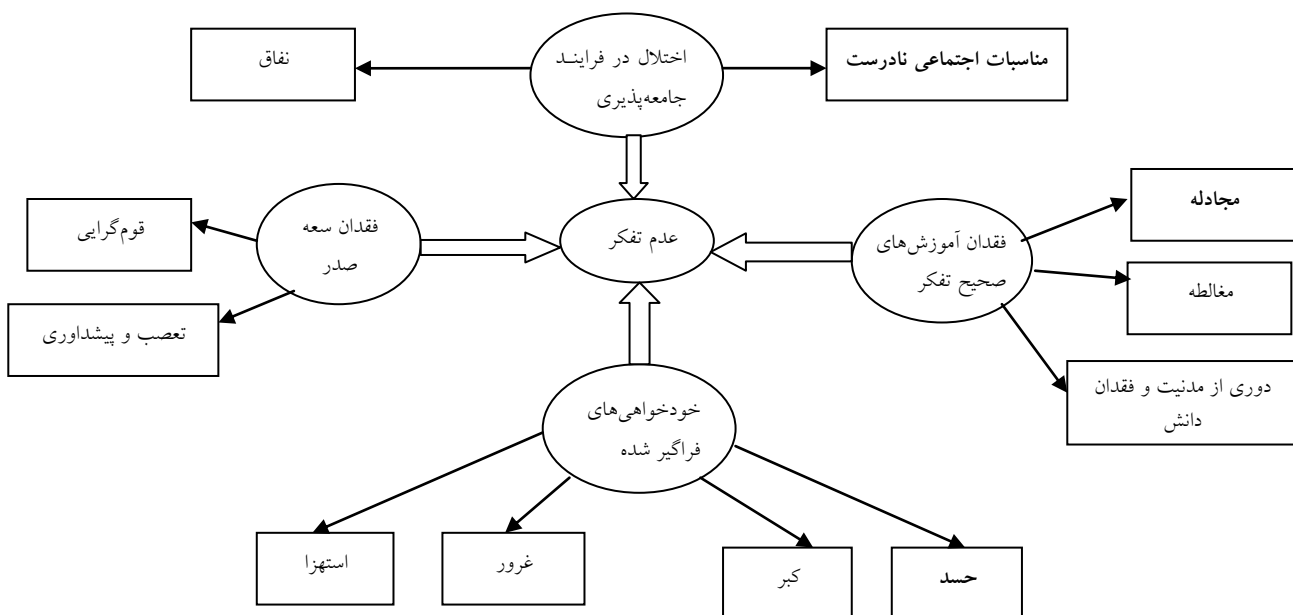 مناسبات اجتماعی نادرست
اختلال در فرایند
جامعه‌پذیری
نفاق
مجادله
مغالطه
دوری از مدنیت و فقدان
دانش
فقدان آموزش‌های
صحیح تفکر
عدم تفکر
فقدان سعه
صدر
قوم‌گرایی
تعصب و پیشداوری
خودخواهی‌های
فراگیر شده
حسد
کبر
غرور
استهزا